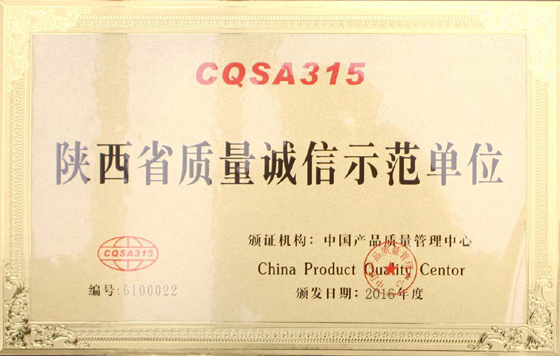 CQSA315
陕西省质量诚信示范单位
颁证机构：中国产品质量管理中心
CQSA315
China Product Quality Centor
编号:6100022
颁发日期：2016年度